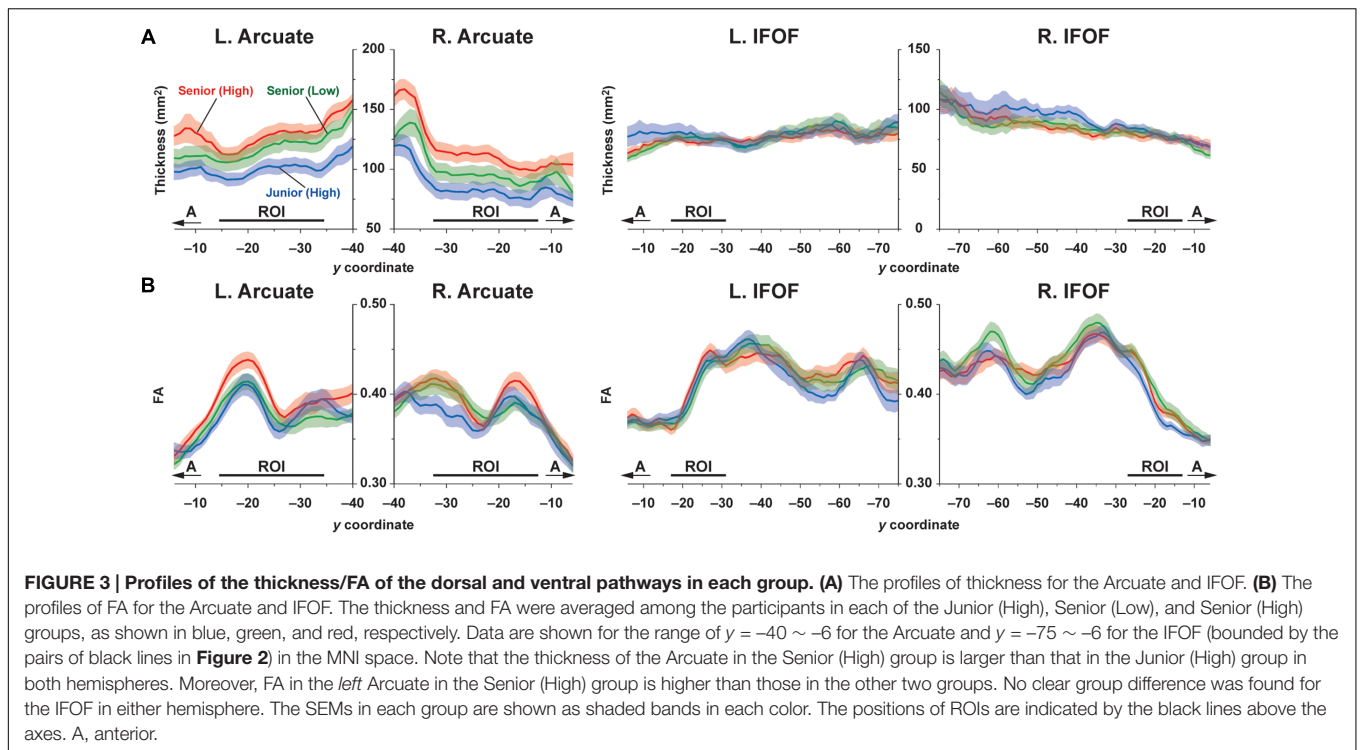 A
L. Arcuate
R. Arcuate
L. IFOF
R. IFOF
Thickness (mm²)
200
150
100
50
Senior (High)
Senior (Low)
Junior (High)
A
ROI
ROI
A
–10 –20 –30 –40
–40 –30 –20 –10
y coordinate
Thickness (mm²)
150
100
50
0
A
ROI
ROI
A
–10 –20 –30 –40 –50 –60 –70
–70 –60 –50 –40 –30 –20 –10
y coordinate
B
L. Arcuate
R. Arcuate
L. IFOF
R. IFOF
FA
0.50
0.40
0.30
A
ROI
ROI
A
–10 –20 –30 –40
–40 –30 –20 –10
y coordinate
FA
0.50
0.40
0.30
A
ROI
ROI
A
–10 –20 –30 –40 –50 –60 –70
–70 –60 –50 –40 –30 –20 –10
y coordinate
FIGURE 3 | Profiles of the thickness/FA of the dorsal and ventral pathways in each group. (A) The profiles of thickness for the Arcuate and IFOF. (B) The
profiles of FA for the Arcuate and IFOF. The thickness and FA were averaged among the participants in each of the Junior (High), Senior (Low), and Senior (High)
groups, as shown in blue, green, and red, respectively. Data are shown for the range of y = –40 ~ –6 for the Arcuate and y = –75 ~ –6 for the IFOF (bounded by the
pairs of black lines in Figure 2) in the MNI space. Note that the thickness of the Arcuate in the Senior (High) group is larger than that in the Junior (High) group in
both hemispheres. Moreover, FA in the left Arcuate in the Senior (High) group is higher than those in the other two groups. No clear group difference was found for
the IFOF in either hemisphere. The SEMs in each group are shown as shaded bands in each color. The positions of ROIs are indicated by the black lines above the
axes. A, anterior.